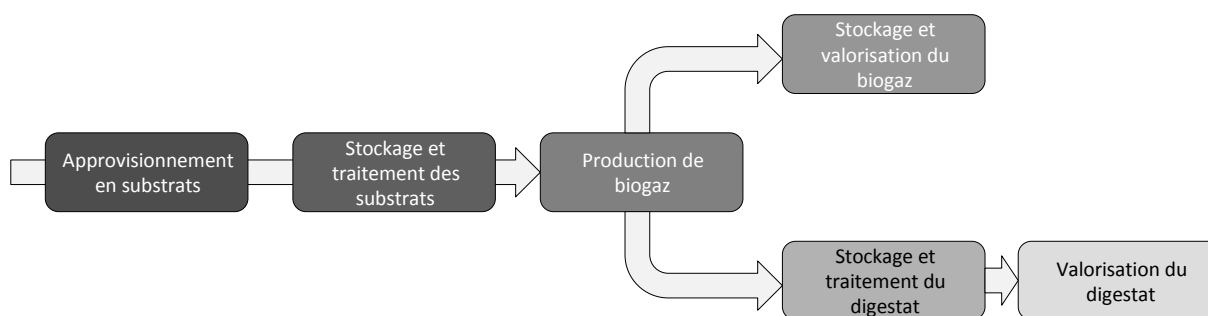 Approvisionnement
en substrats
Stockage et
traitement des
substrats
Production de
biogaz
Stockage et
valorisation du
biogaz
Stockage et
traitement du
digestat
Valorisation du
digestat